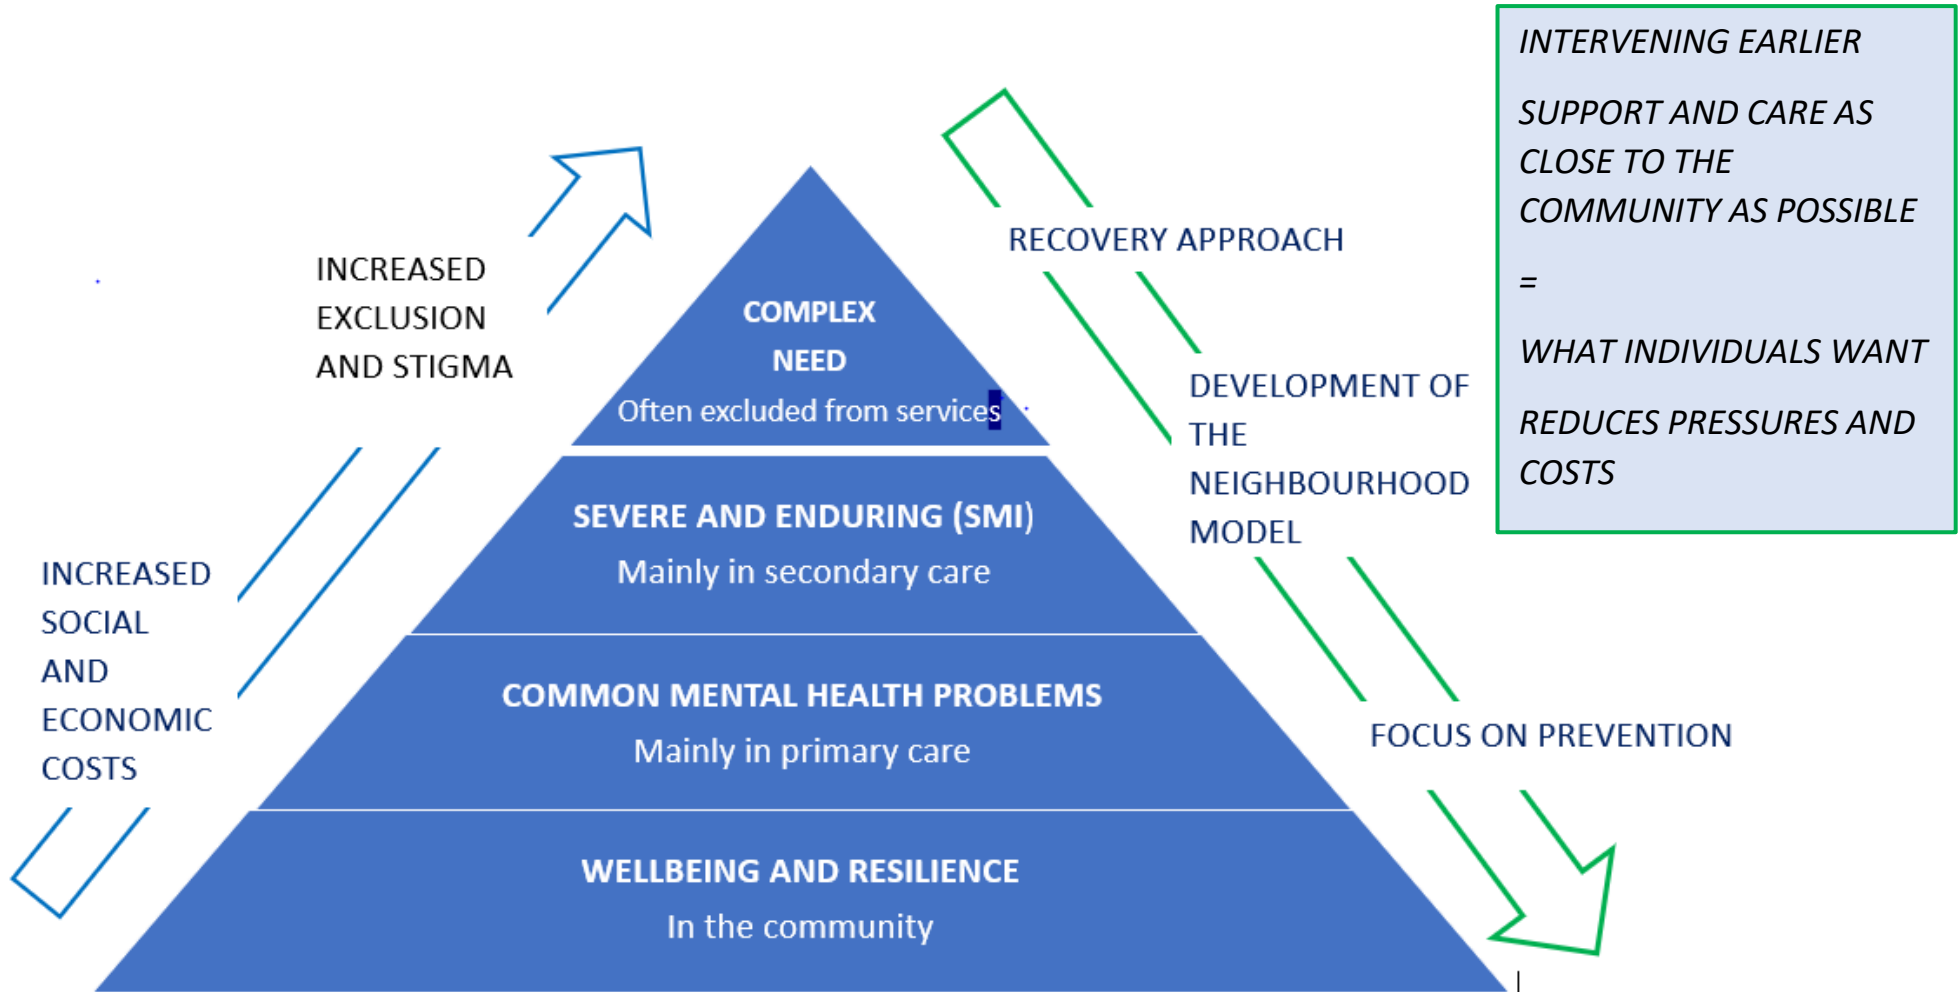 INCREASED
EXCLUSION
AND STIGMA
INCREASED
SOCIAL
AND
ECONOMIC
COSTS
COMPLEX
NEED
Often excluded from services
SEVERE AND ENDURING (SMI)
Mainly in secondary care
COMMON MENTAL HEALTH PROBLEMS
Mainly in primary care
WELLBEING AND RESILIENCE
In the community
RECOVERY APPROACH
DEVELOPMENT OF
THE
NEIGHBOURHOOD
MODEL
FOCUS ON PREVENTION
INTERVENING EARLIER
SUPPORT AND CARE AS
CLOSE TO THE
COMMUNITY AS POSSIBLE
=
WHAT INDIVIDUALS WANT
REDUCES PRESSURES AND
COSTS